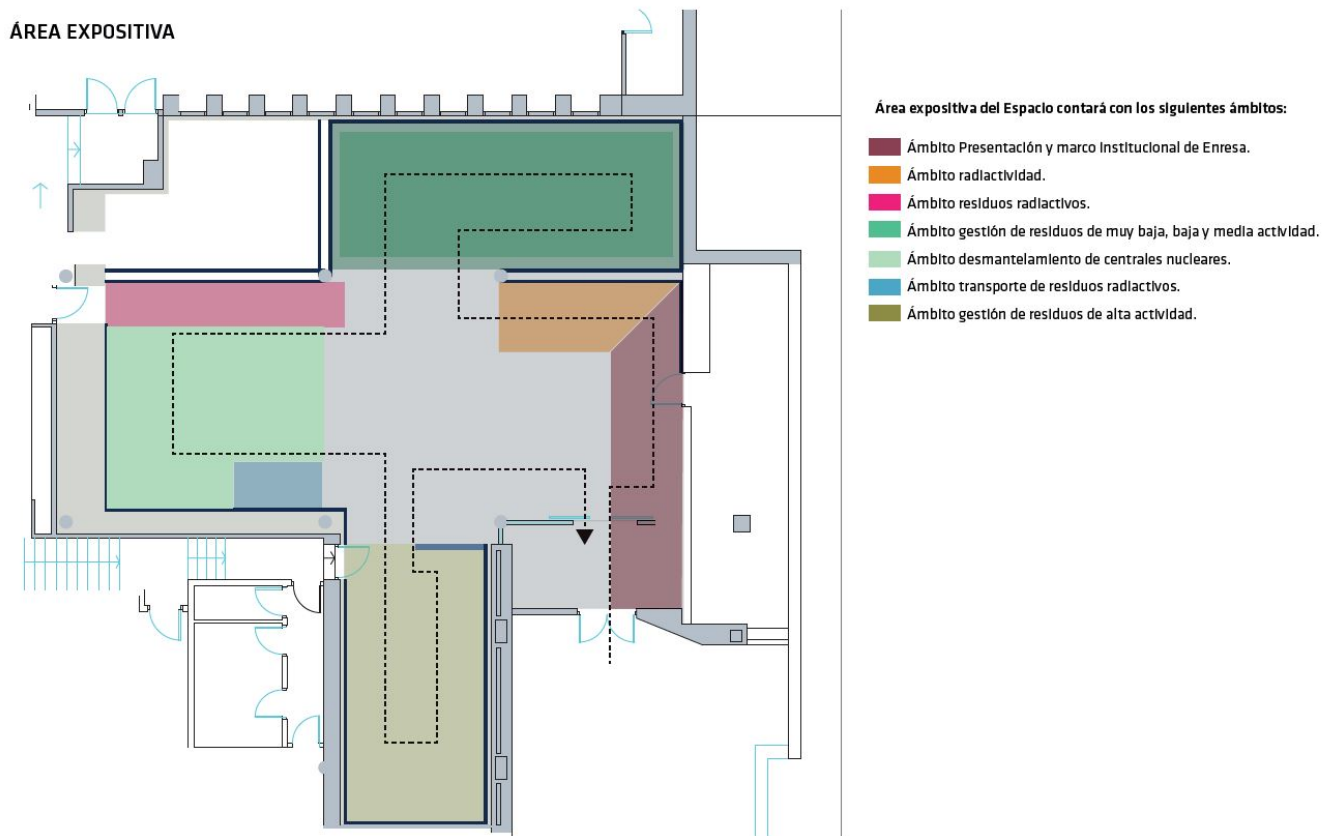 ÁREA EXPOSITIVA
Área expositiva del Espacio contará con los siguientes ámbitos:
Ámbito Presentación y marco Institucional de Enresa.
Ámbito radiactividad.
Ámbito residuos radiactivos.
Ámbito gestión de residuos de muy baja, baja y media actividad.
Ámbito desmantelamiento de centrales nucleares.
Ámbito transporte de residuos radiactivos.
Ámbito gestión de residuos de alta actividad.